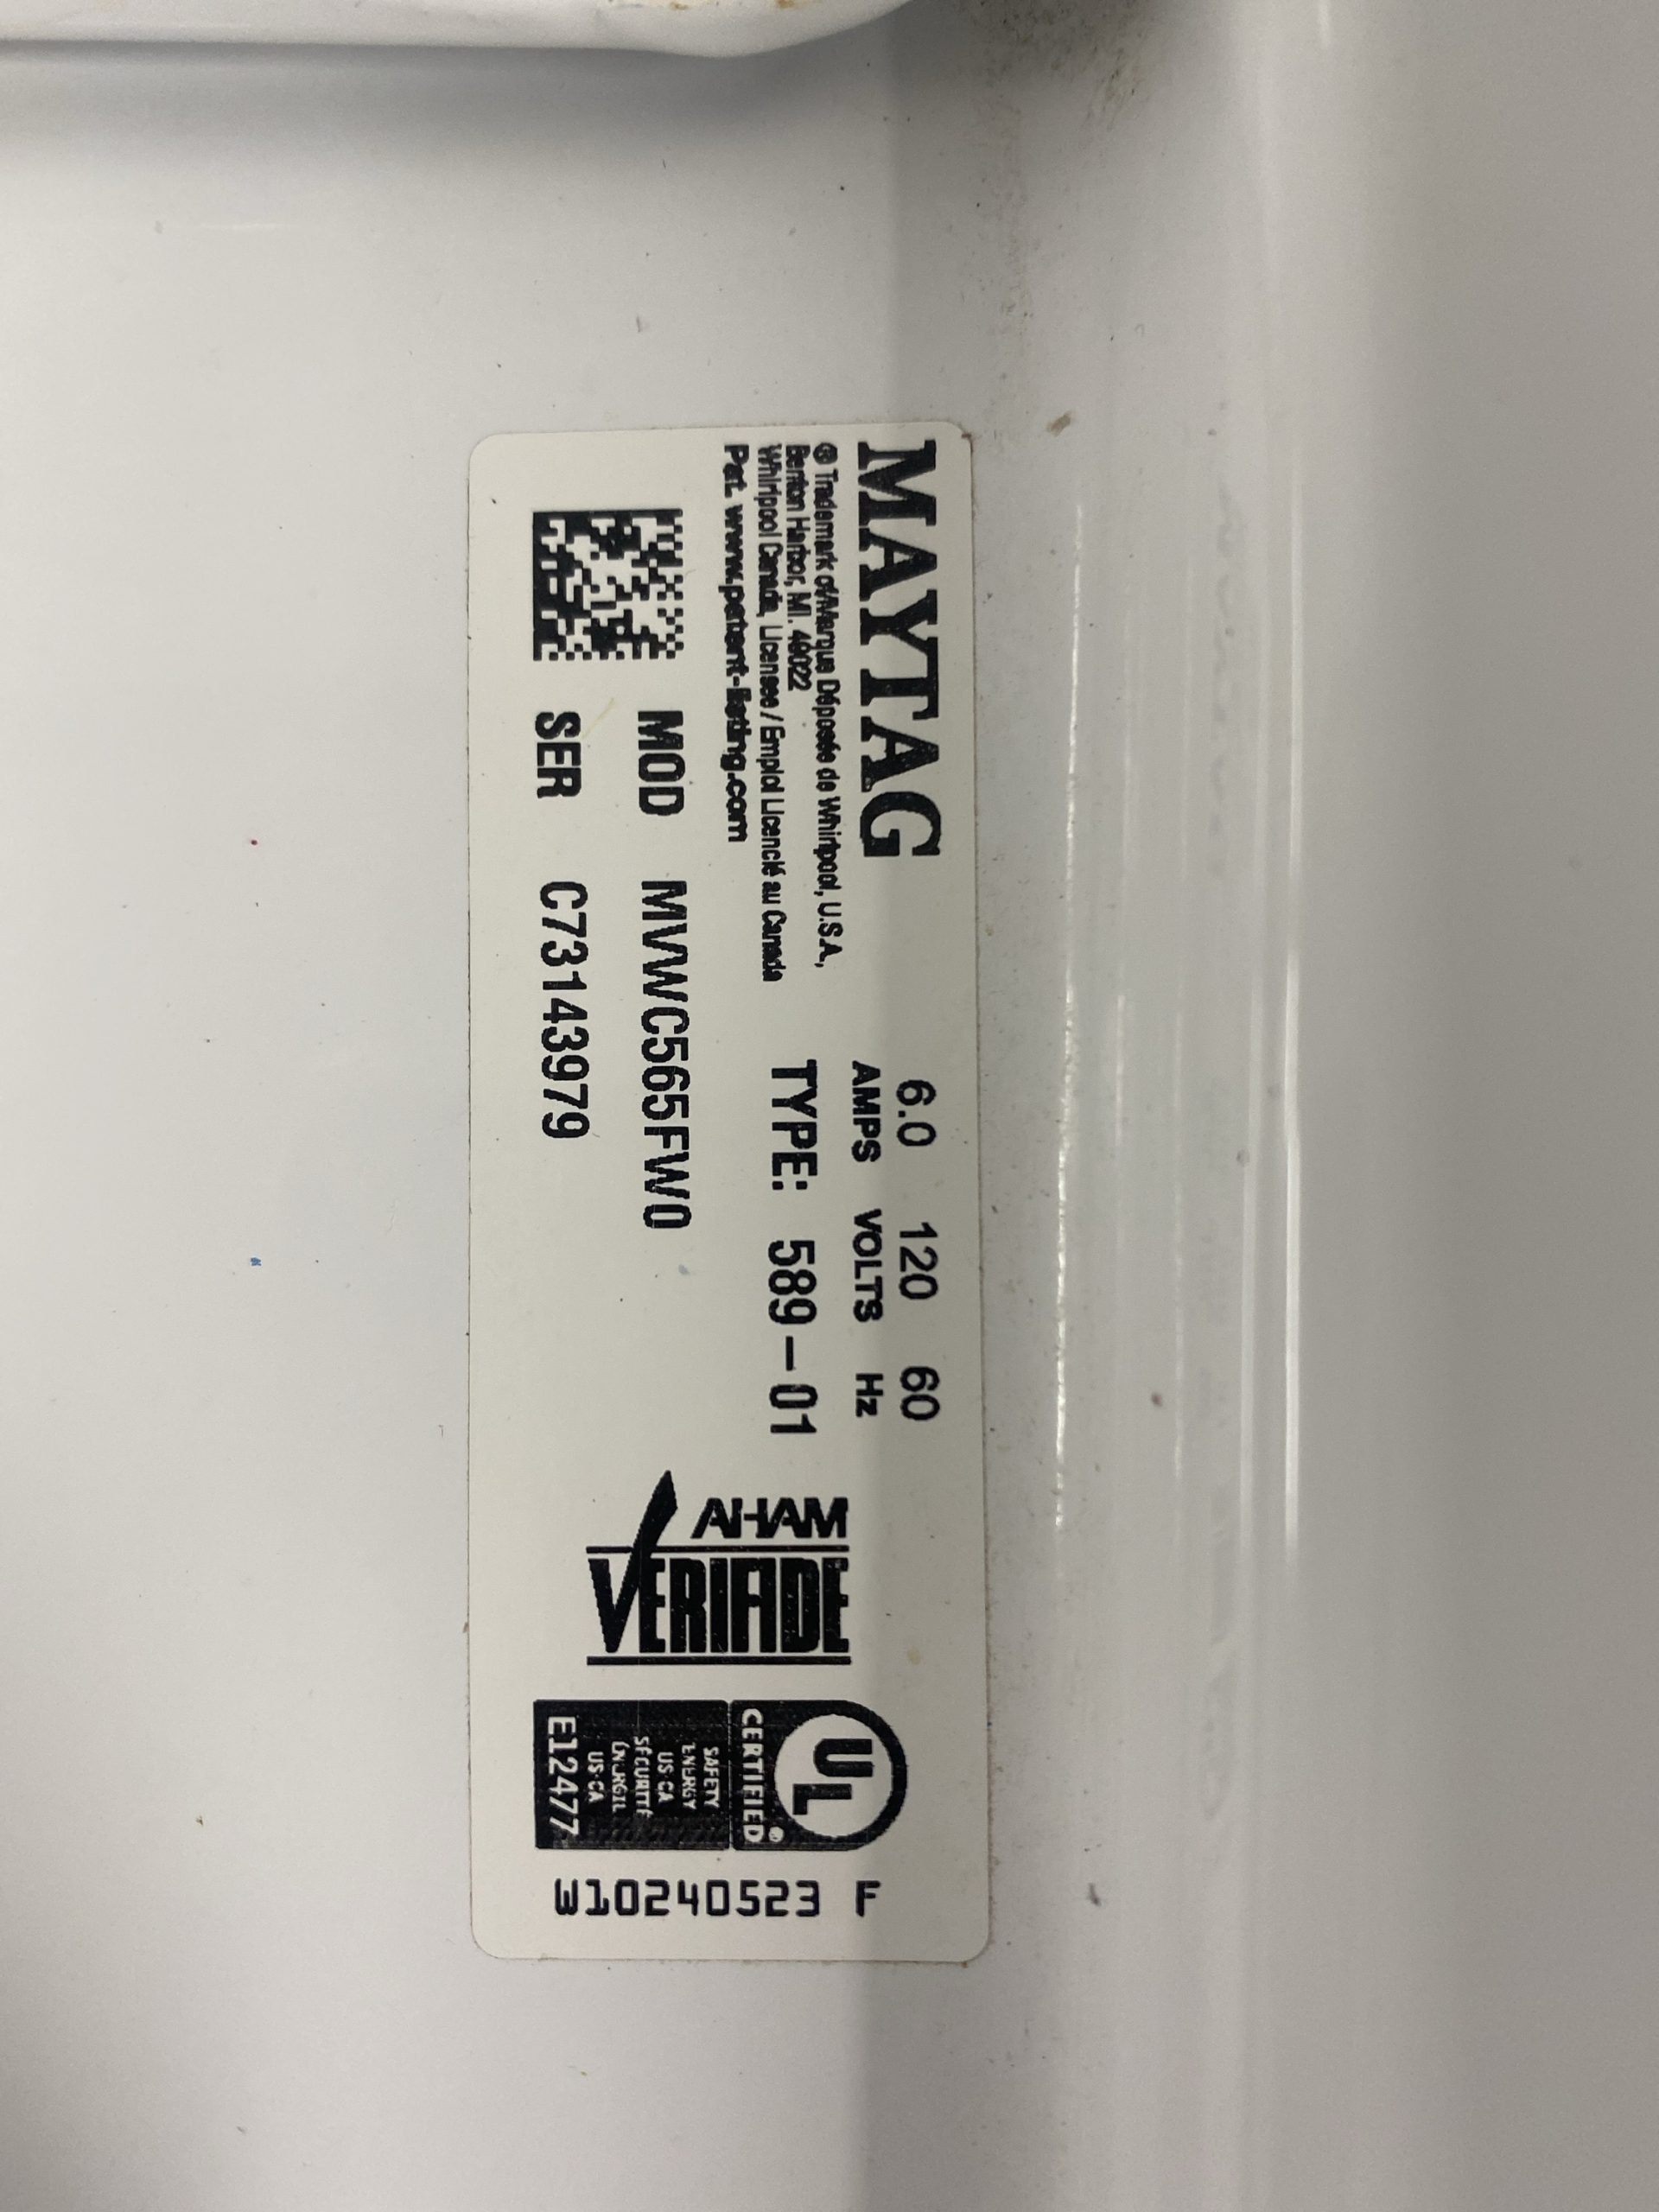 MAYTAG
® Trademark of/Marque Déposée de Whirlpool, U.S.A.,
Benton Harbor, MI. 49022
Whirlpool Canada, Licensee / Emploi Licencié au Canada
Pat. www.patent-listing.com
6.0 120 60
AMPS VOLTS Hz
TYPE: 589-01
MOD MVWC565FW0
SER C73143979
AHAM
VERIFIDE
UL
CERTIFIED®
SAFETY
ENERGY
US-CA
SÉCURITÉ
ÉNERGIE
US-CA
E12477
W10240523 F